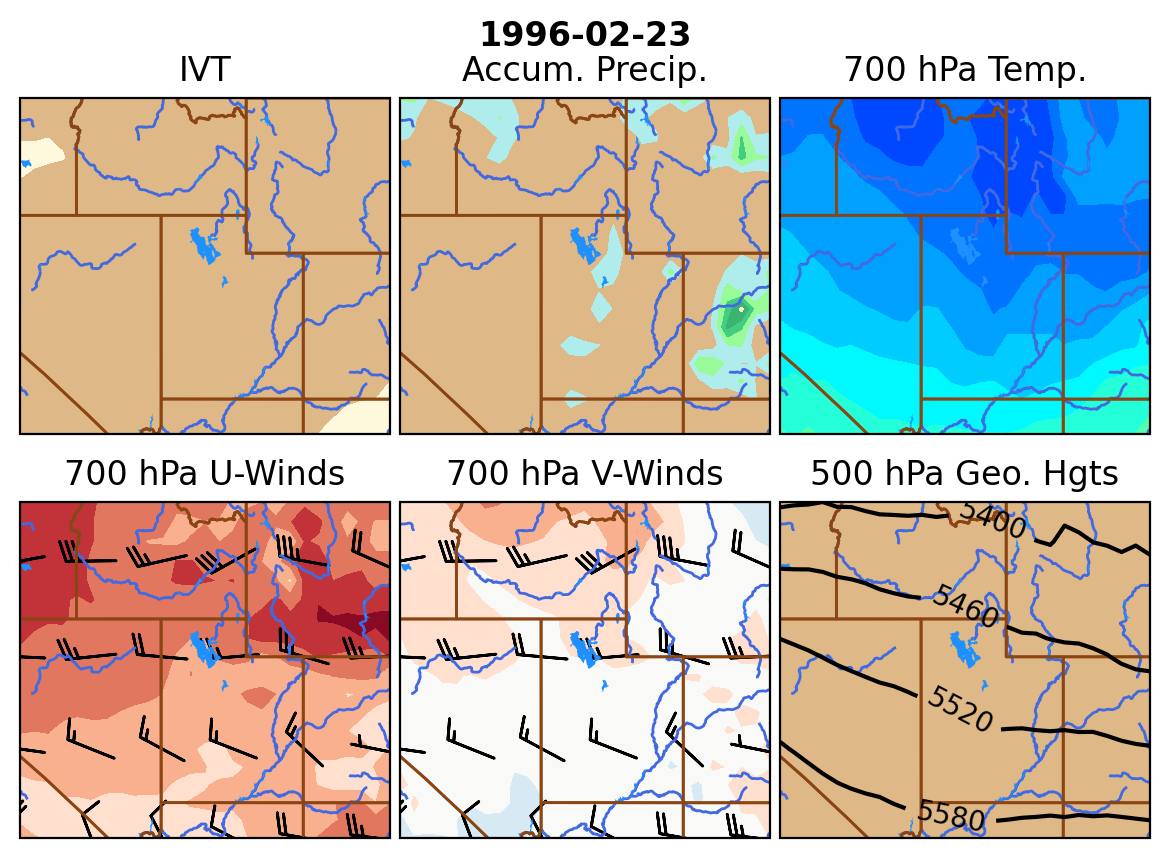 1996-02-23
IVT
Accum. Precip.
700 hPa Temp.
700 hPa U-Winds
700 hPa V-Winds
500 hPa Geo. Hgts
5400
5460
5520
5580